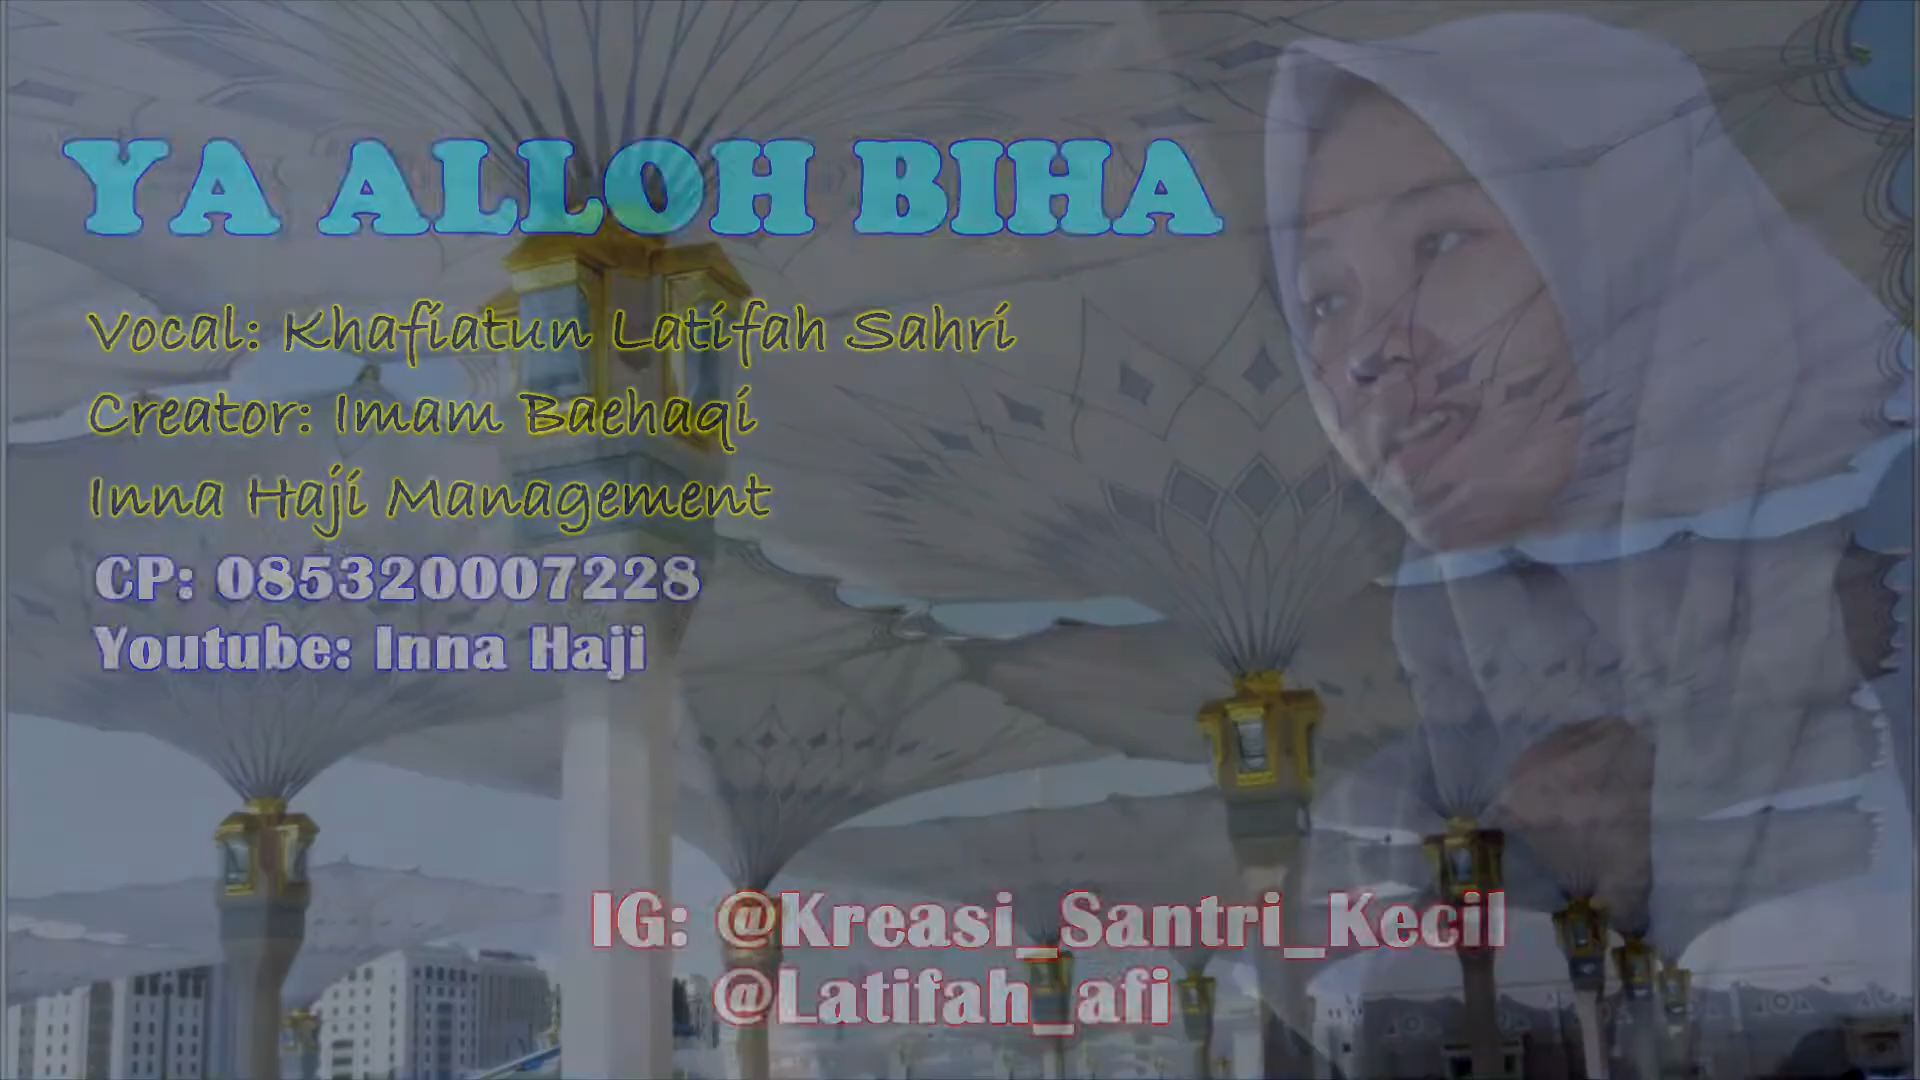 YA ALLOH BIHA
Vocal: Khafiatun Latifah Sahri
Creator: Imam Baehaqi
Inna Haji Management
CP: 085320007228
Youtube: Inna Haji
IG: @Kreasi_Santri_Kecil
@Latifah_afi